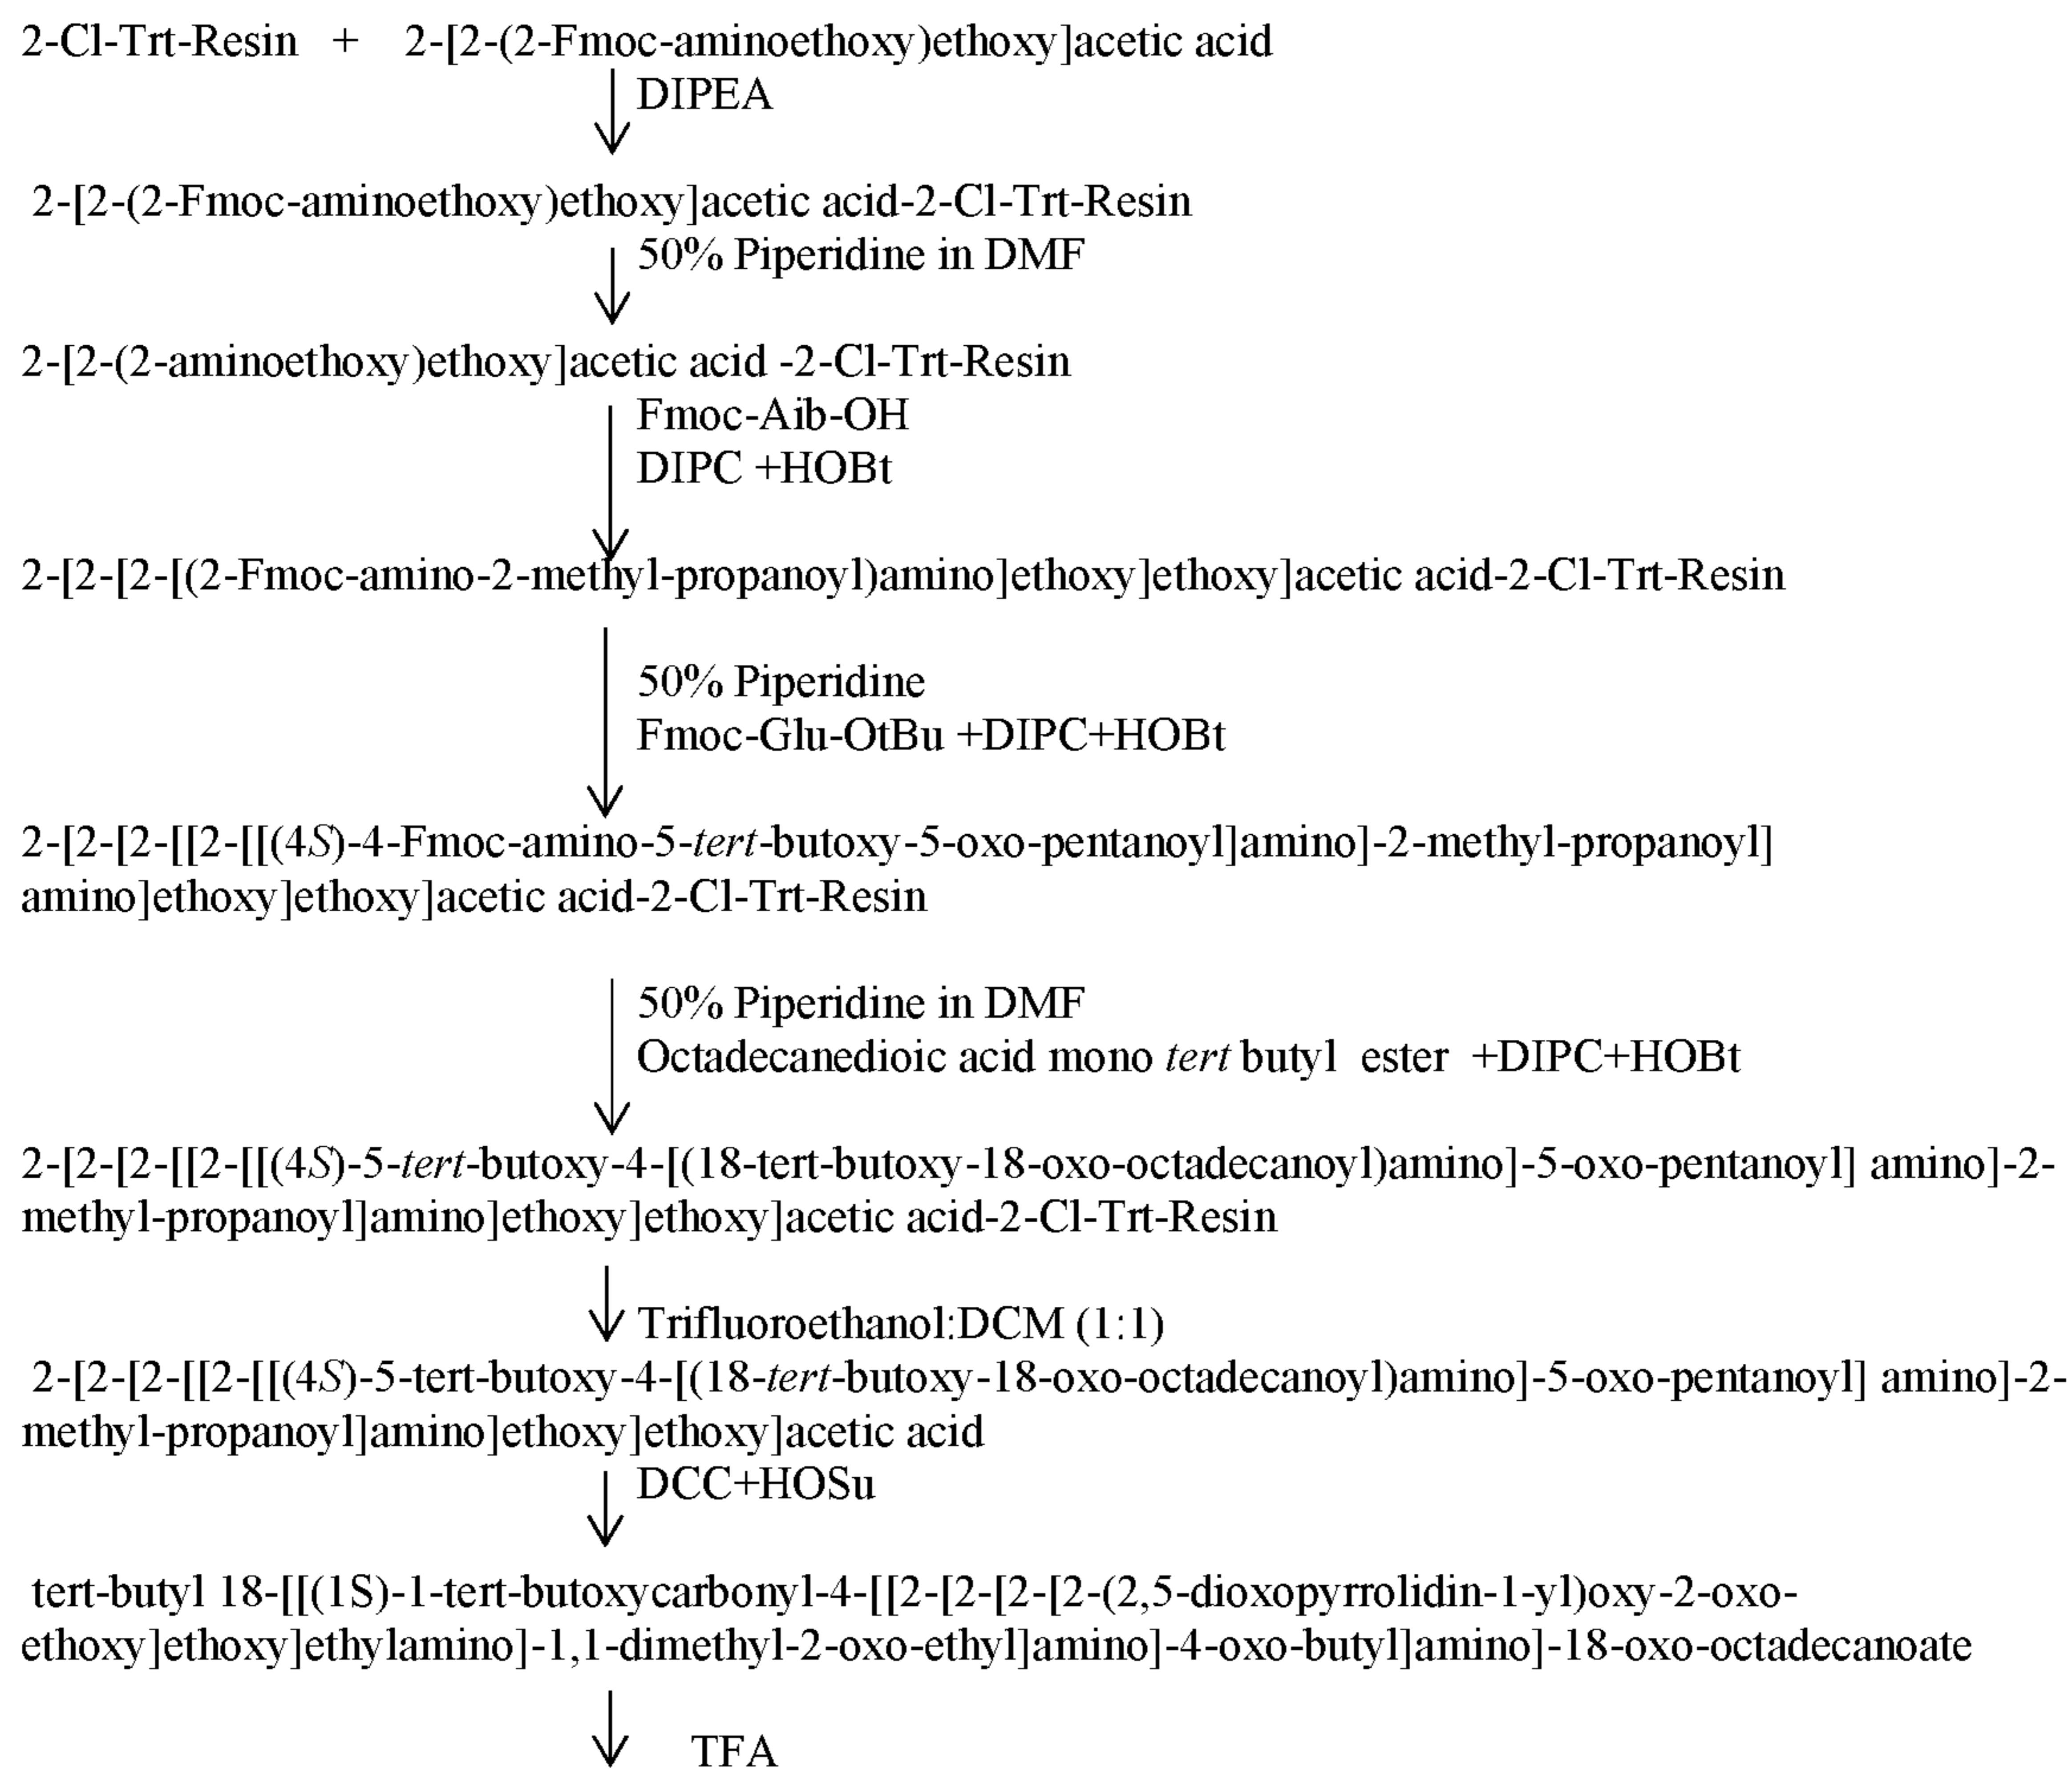 2-Cl-Trt-Resin + 2-[2-(2-Fmoc-aminoethoxy)ethoxy]acetic acid
DIPEA
2-[2-(2-Fmoc-aminoethoxy)ethoxy]acetic acid-2-Cl-Trt-Resin
50% Piperidine in DMF
2-[2-(2-aminoethoxy)ethoxy]acetic acid -2-Cl-Trt-Resin
Fmoc-Aib-OH
DIPC +HOBt
2-[2-[2-[(2-Fmoc-amino-2-methyl-propanoyl)amino]ethoxy]ethoxy]acetic acid-2-Cl-Trt-Resin
50% Piperidine
Fmoc-Glu-OtBu +DIPC+HOBt
2-[2-[2-[[2-[[(4S)-4-Fmoc-amino-5-tert-butoxy-5-oxo-pentanoyl]amino]-2-methyl-propanoyl]
amino]ethoxy]ethoxy]acetic acid-2-Cl-Trt-Resin
50% Piperidine in DMF
Octadecanedioic acid mono tert butyl ester +DIPC+HOBt
2-[2-[2-[[2-[[(4S)-5-tert-butoxy-4-[(18-tert-butoxy-18-oxo-octadecanoyl)amino]-5-oxo-pentanoyl] amino]-2-
methyl-propanoyl]amino]ethoxy]ethoxy]acetic acid-2-Cl-Trt-Resin
Trifluoroethanol:DCM (1:1)
2-[2-[2-[[2-[[(4S)-5-tert-butoxy-4-[(18-tert-butoxy-18-oxo-octadecanoyl)amino]-5-oxo-pentanoyl] amino]-2-
methyl-propanoyl]amino]ethoxy]ethoxy]acetic acid
DCC+HOSu
tert-butyl 18-[[(1S)-1-tert-butoxycarbonyl-4-[[2-[2-[2-[2-(2,5-dioxopyrrolidin-1-yl)oxy-2-oxo-
ethoxy]ethoxy]ethylamino]-1,1-dimethyl-2-oxo-ethyl]amino]-4-oxo-butyl]amino]-18-oxo-octadecanoate
TFA